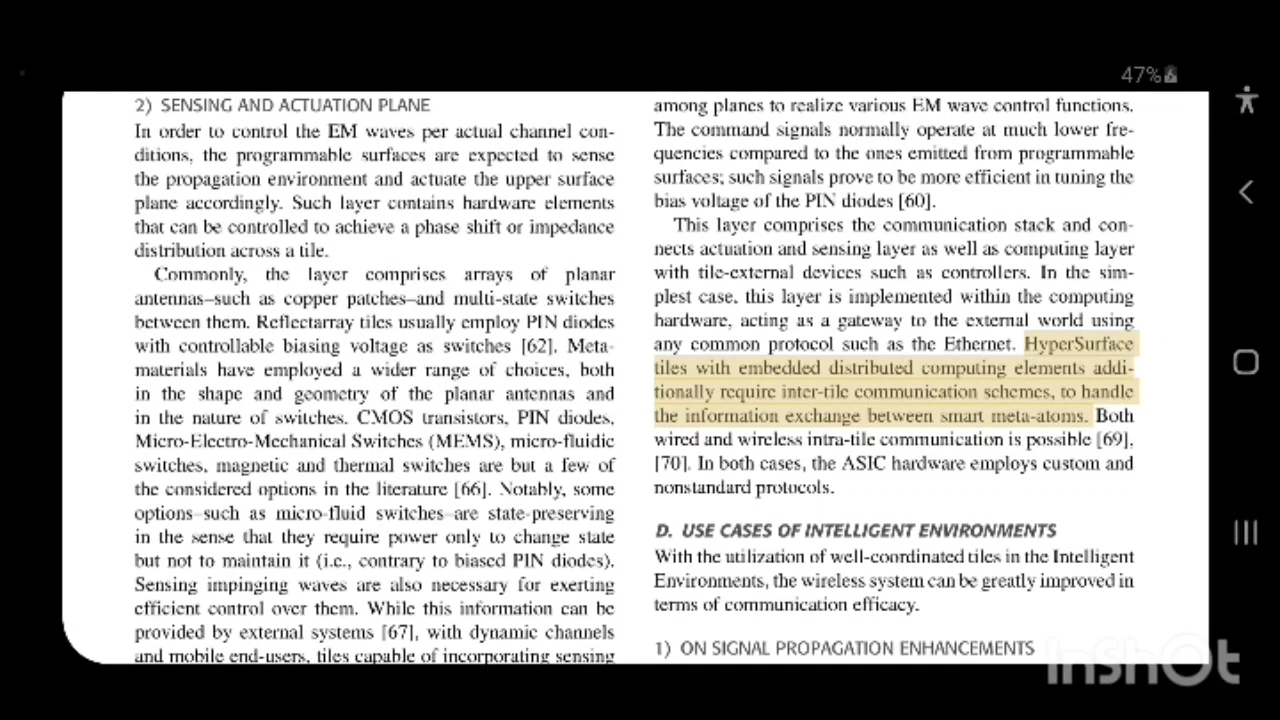 47%
2) SENSING AND ACTUATION PLANE
In order to control the EM waves per actual channel con-
ditions, the programmable surfaces are expected to sense
the propagation environment and actuate the upper surface
plane accordingly. Such layer contains hardware elements
that can be controlled to achieve a phase shift or impedance
distribution across a tile.
Commonly, the layer comprises arrays of planar
antennas–such as copper patches–and multi-state switches
between them. Reflectarray tiles usually employ PIN diodes
with controllable biasing voltage as switches [62]. Meta-
materials have employed a wider range of choices, both
in the shape and geometry of the planar antennas and
in the nature of switches. CMOS transistors, PIN diodes,
Micro-Electro-Mechanical Switches (MEMS), micro-fluidic
switches, magnetic and thermal switches are but a few of
the considered options in the literature [66]. Notably, some
options–such as micro-fluid switches–are state-preserving
in the sense that they require power only to change state
but not to maintain it (i.e., contrary to biased PIN diodes).
Sensing impinging waves are also necessary for exerting
efficient control over them. While this information can be
provided by external systems [67], with dynamic channels
and mobile end-users, tiles capable of incorporating sensing
among planes to realize various EM wave control functions.
The command signals normally operate at much lower fre-
quencies compared to the ones emitted from programmable
surfaces; such signals prove to be more efficient in tuning the
bias voltage of the PIN diodes [60].
This layer comprises the communication stack and con-
nects actuation and sensing layer as well as computing layer
with tile-external devices such as controllers. In the sim-
plest case, this layer is implemented within the computing
hardware, acting as a gateway to the external world using
any common protocol such as the Ethernet. HyperSurface
tiles with embedded distributed computing elements addi-
tionally require inter-tile communication schemes, to handle
the information exchange between smart meta-atoms. Both
wired and wireless intra-tile communication is possible [69],
[70]. In both cases, the ASIC hardware employs custom and
nonstandard protocols.
D. USE CASES OF INTELLIGENT ENVIRONMENTS
With the utilization of well-coordinated tiles in the Intelligent
Environments, the wireless system can be greatly improved in
terms of communication efficacy.
1) ON SIGNAL PROPAGATION ENHANCEMENTS
InShOt